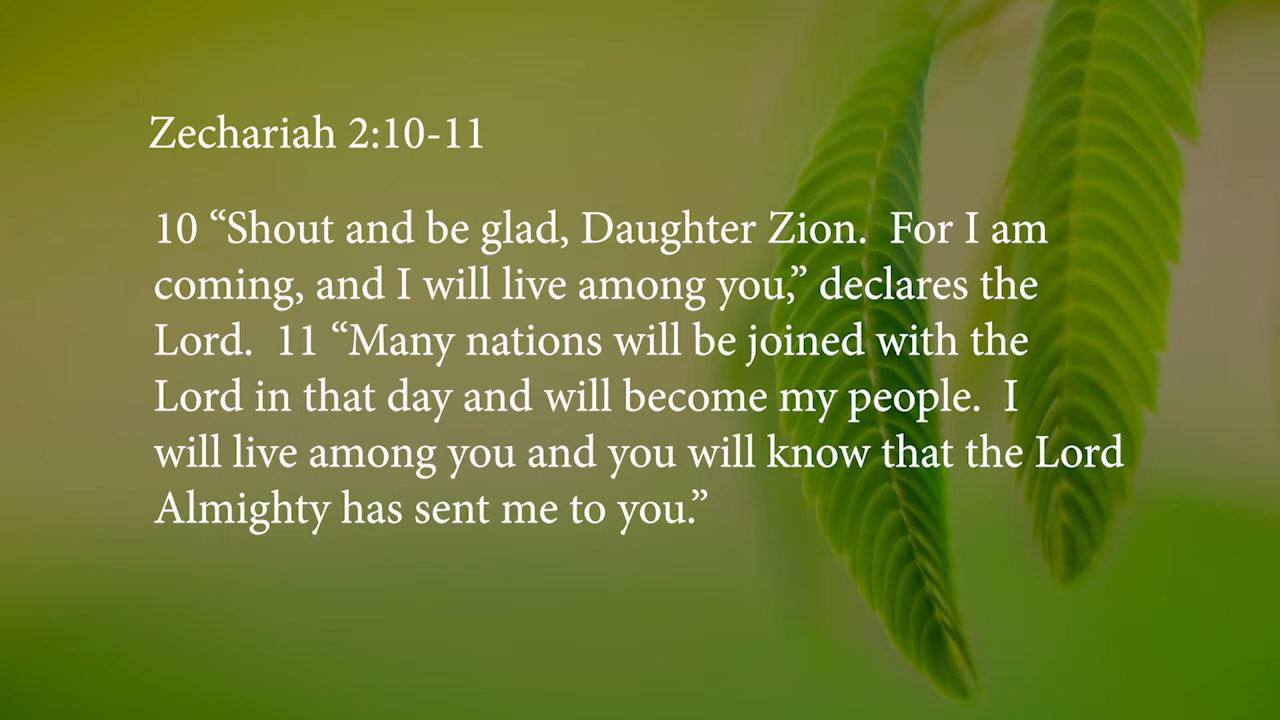 Zechariah 2:10-11
10 “Shout and be glad, Daughter Zion.  For I am
coming, and I will live among you,” declares the
Lord.  11 “Many nations will be joined with the
Lord in that day and will become my people.  I
will live among you and you will know that the Lord
Almighty has sent me to you.”